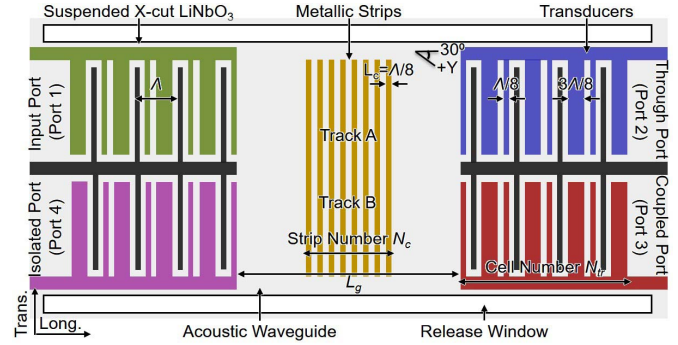 Suspended X-cut LiNbO3
Metallic Strips
Transducers
30º
+Y
Lc=Λ/8
Λ
Λ/8
3Λ/8
Input Port
(Port 1)
Through Port
(Port 2)
Track A
Track B
Isolated Port
(Port 4)
Coupled Port
(Port 3)
Strip Number Nc
Cell Number Ntr
Lg
Trans.
Long.
Acoustic Waveguide
Release Window